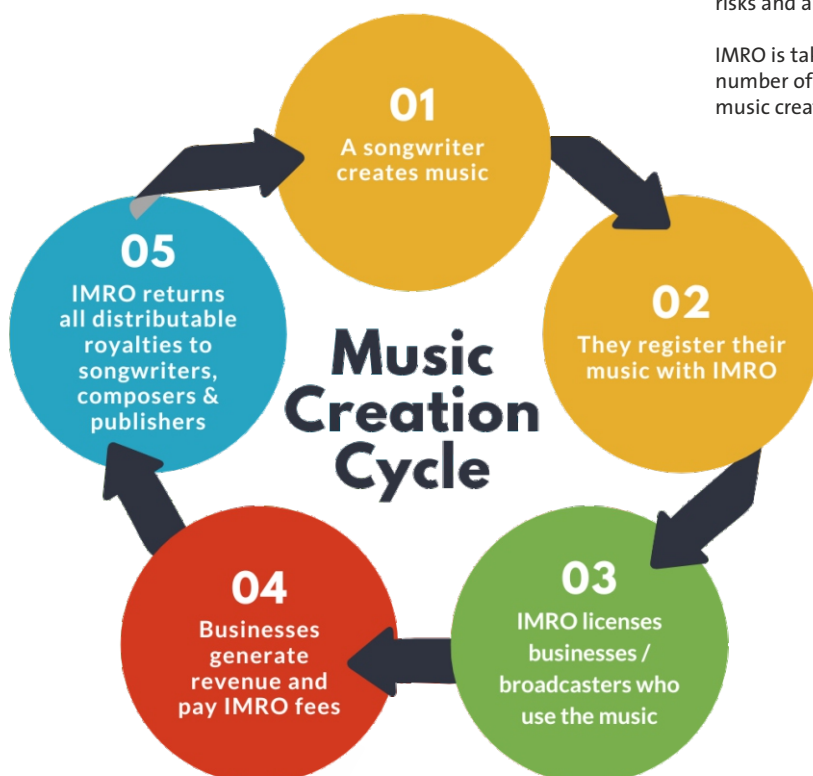 risks and a
IMRO is tal
number of
music creat
01
A songwriter
creates music
02
They register their
music with IMRO
03
IMRO licenses
businesses /
broadcasters who
use the music
04
Businesses
generate
revenue and
pay IMRO fees
05
IMRO returns
all distributable
royalties to
songwriters,
composers &
publishers
Music
Creation
Cycle